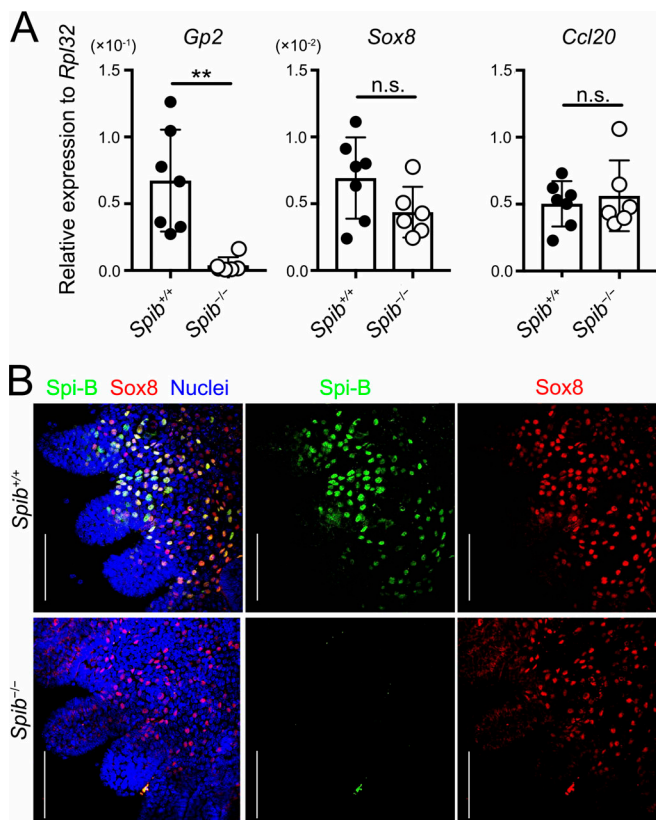 A
Relative expression to Rpl32
(×10⁻¹)
Gp2
1.5
1.0
0.5
0.0
**
Spib⁺/⁺
Spib⁻/⁻
(×10⁻²)
Sox8
1.5
1.0
0.5
0.0
n.s.
Spib⁺/⁺
Spib⁻/⁻
Ccl20
1.5
1.0
0.5
0.0
n.s.
Spib⁺/⁺
Spib⁻/⁻
B
Spi-B Sox8 Nuclei
Spi-B
Sox8
Spib⁺/⁺
Spib⁻/⁻